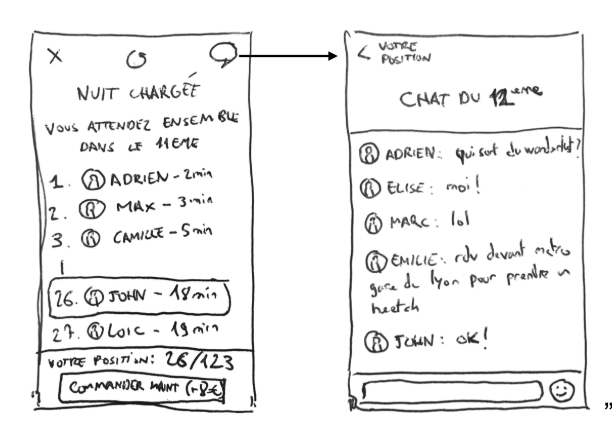 X
NUIT CHARGÉE
VOUS ATTENDEZ ENSEMBLE
DANS LE 11EME
1. ADRIEN - 2min
2. MAX - 3min
3. CAMILLE - 5min
26. JOHN - 18min
27. LOIC - 19min
VOTRE POSITION: 26/123
COMMANDER MAINT (+8€)
< VOTRE
POSITION
CHAT DU 12eme
ADRIEN: qui sort du wanderlust?
ELISE: moi!
MARC: lol
EMILIE: rdv devant metro
gare de lyon pour prendre un
heetch
JOHN: OK!
"